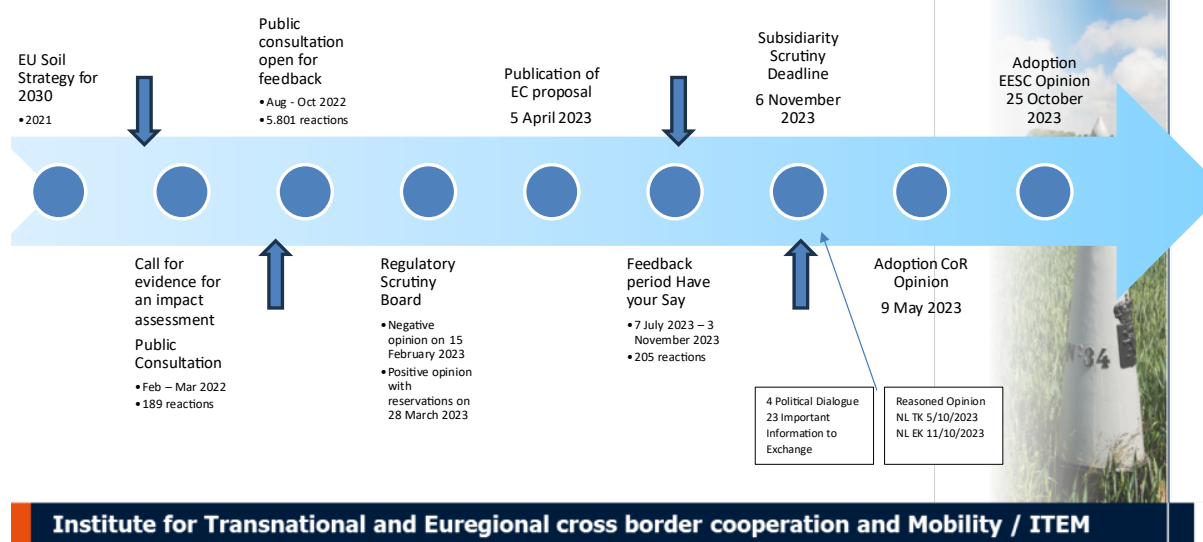 EU Soil
Strategy for
2030
•2021
Call for
evidence for
an impact
assessment
Public
Consultation
•Feb – Mar 2022
•189 reactions
Public
consultation
open for
feedback
•Aug - Oct 2022
•5.801 reactions
Regulatory
Scrutiny
Board
•Negative
opinion on 15
February 2023
•Positive opinion
with
reservations on
28 March 2023
Publication of
EC proposal
5 April 2023
Feedback
period Have
your Say
•7 July 2023 – 3
November 2023
•205 reactions
Subsidiarity
Scrutiny
Deadline
6 November
2023
4 Political Dialogue
23 Important
Information to
Exchange
Reasoned Opinion
NL TK 5/10/2023
NL EK 11/10/2023
Adoption CoR
Opinion
9 May 2023
Adoption
EESC Opinion
25 October
2023
Nº34
Institute for Transnational and Euregional cross border cooperation and Mobility / ITEM